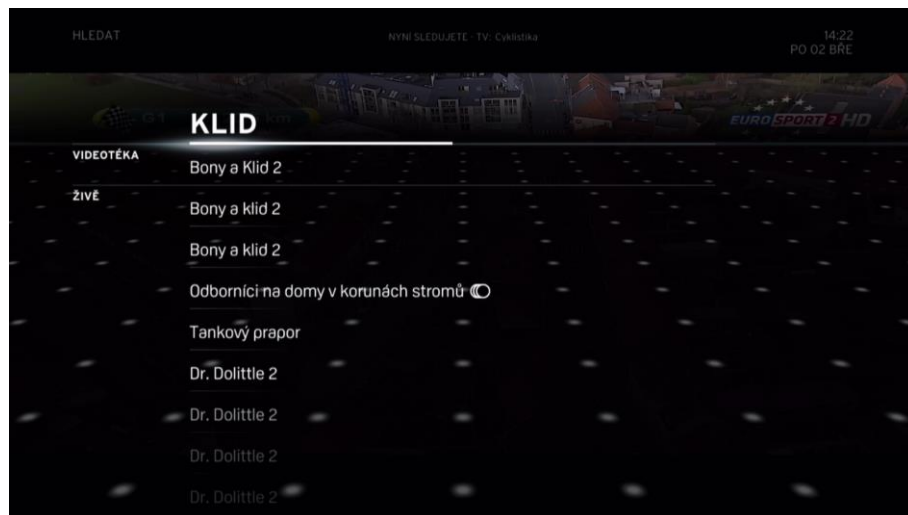 HLEDAT
NYNÍ SLEDUJETE - TV: Cyklistika
14:22
PO 02 BŘE
G1
km
EUROSPORT 2 HD
KLID
VIDEOTÉKA
Bony a Klid 2
ŽIVĚ
Bony a klid 2
Bony a klid 2
Odborníci na domy v korunách stromů
Tankový prapor
Dr. Dolittle 2
Dr. Dolittle 2
Dr. Dolittle 2
Dr. Dolittle 2